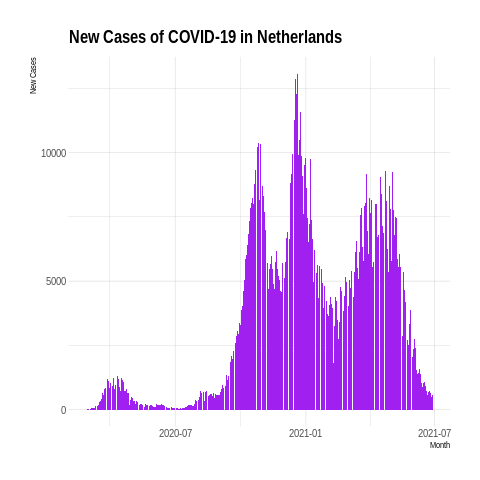 New Cases of COVID-19 in Netherlands
New Cases
10000
5000
0
2020-07
2021-01
2021-07
Month